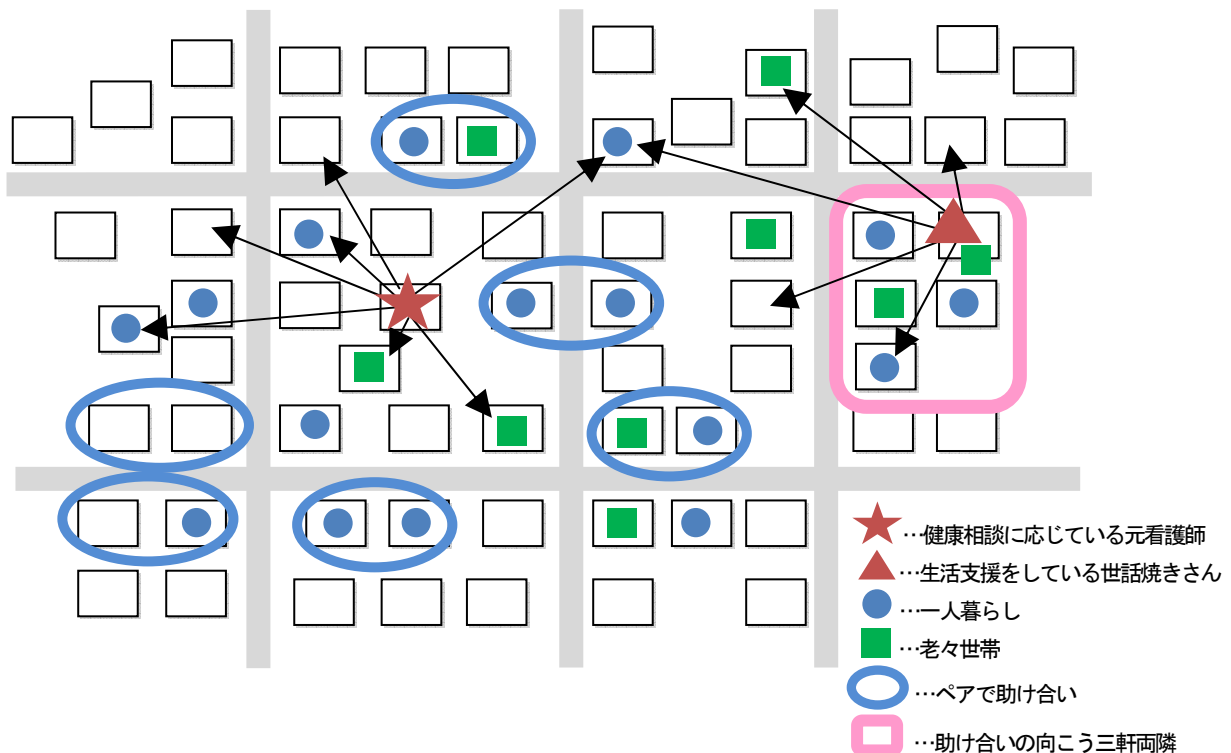 …健康相談に応じている元看護師
…生活支援をしている世話焼きさん
…一人暮らし
…老々世帯
…ペアで助け合い
…助け合いの向こう三軒両隣